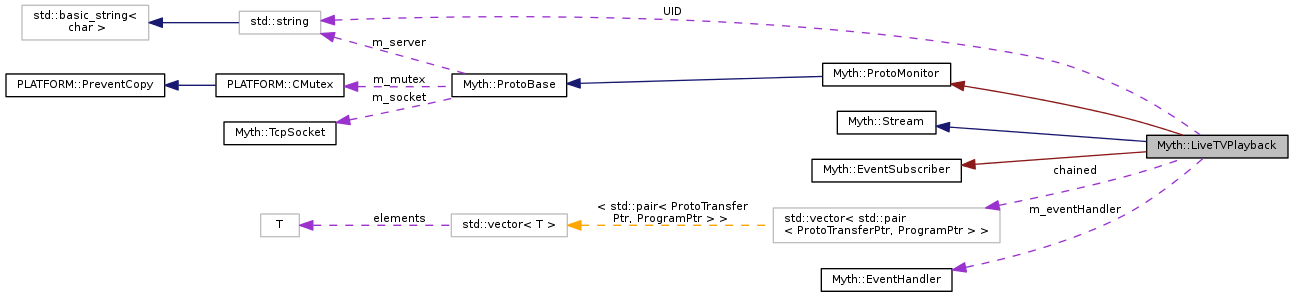 UID
std::basic_string<
char >
std::string
m_server
Myth::ProtoMonitor
PLATFORM::PreventCopy
PLATFORM::CMutex
m_mutex
Myth::ProtoBase
m_socket
Myth::Stream
Myth::TcpSocket
Myth::LiveTVPlayback
Myth::EventSubscriber
chained
< std::pair< ProtoTransfer
Ptr, ProgramPtr > >
m_eventHandler
T
elements
std::vector< T >
std::vector< std::pair
< ProtoTransferPtr, ProgramPtr > >
Myth::EventHandler